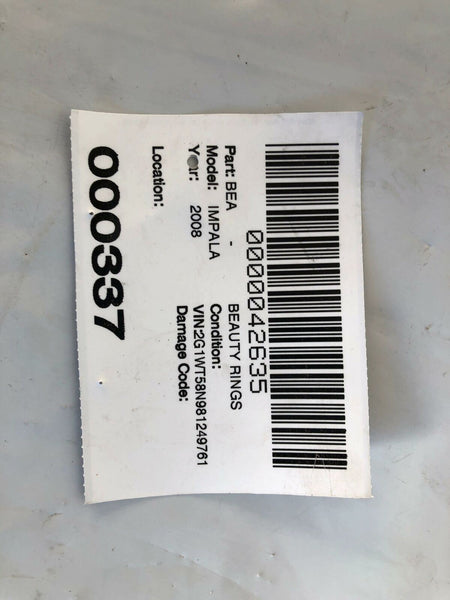 0000042635
Part: BEA - BEAUTY RINGS
Model: IMPALA Condition:
Year: 2008 VIN:2G1WT58N981249761
Damage Code:
Location:
000337